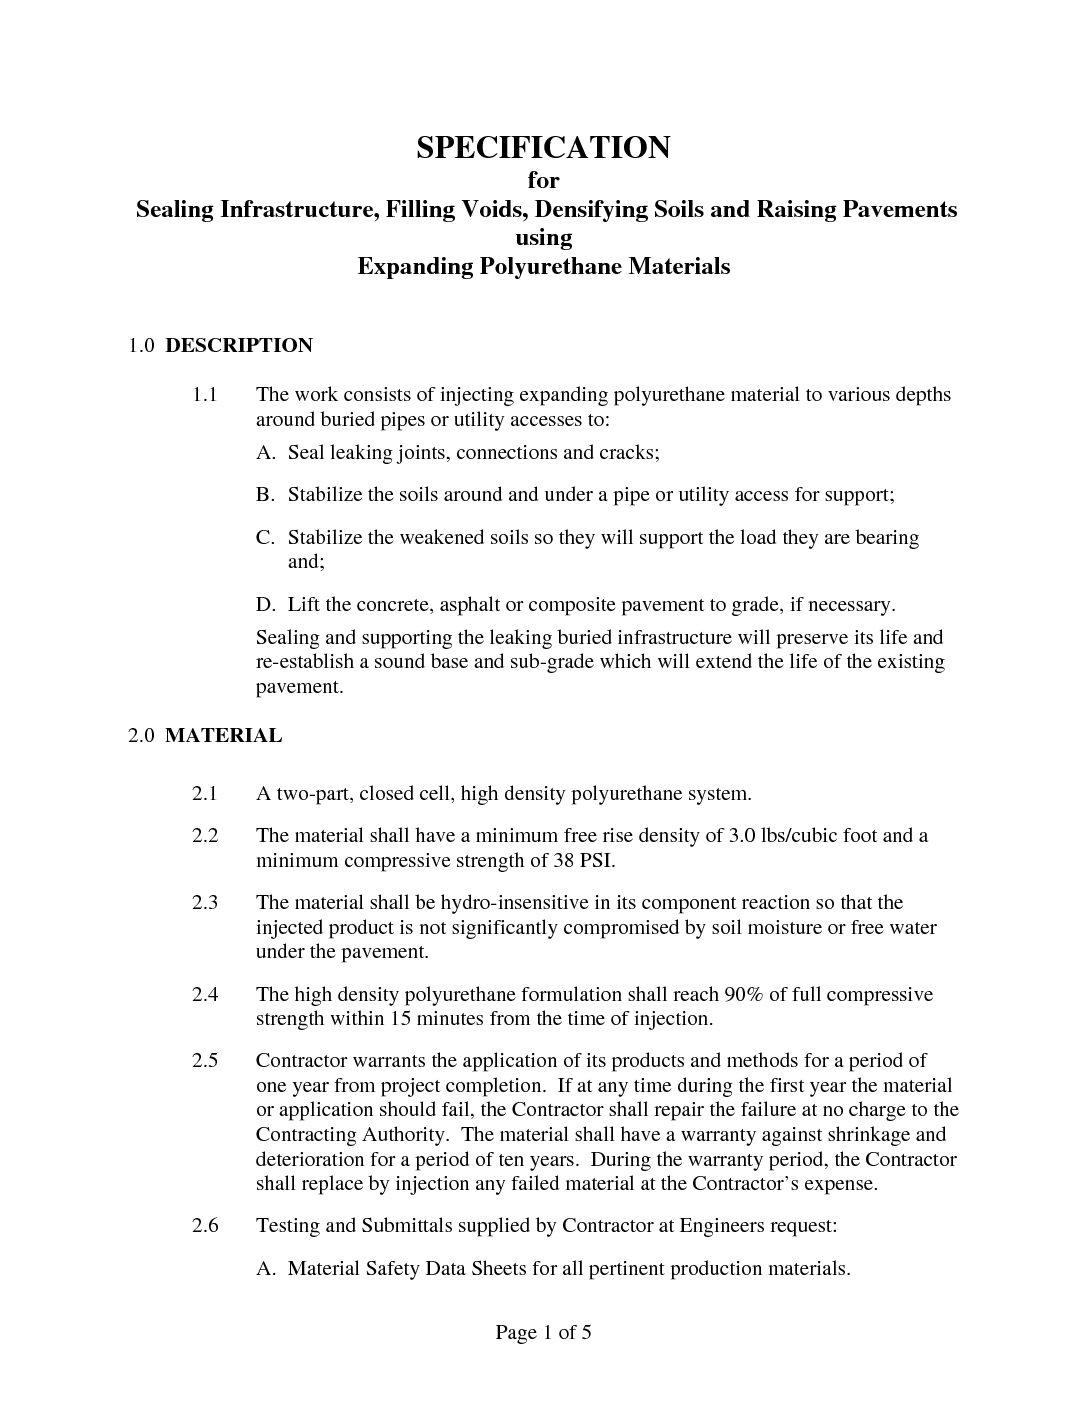 SPECIFICATION
for
Sealing Infrastructure, Filling Voids, Densifying Soils and Raising Pavements
using
Expanding Polyurethane Materials
1.0 DESCRIPTION
1.1 The work consists of injecting expanding polyurethane material to various depths
around buried pipes or utility accesses to:
A. Seal leaking joints, connections and cracks;
B. Stabilize the soils around and under a pipe or utility access for support;
C. Stabilize the weakened soils so they will support the load they are bearing
and;
D. Lift the concrete, asphalt or composite pavement to grade, if necessary.
Sealing and supporting the leaking buried infrastructure will preserve its life and
re-establish a sound base and sub-grade which will extend the life of the existing
pavement.
2.0 MATERIAL
2.1 A two-part, closed cell, high density polyurethane system.
2.2 The material shall have a minimum free rise density of 3.0 lbs/cubic foot and a
minimum compressive strength of 38 PSI.
2.3 The material shall be hydro-insensitive in its component reaction so that the
injected product is not significantly compromised by soil moisture or free water
under the pavement.
2.4 The high density polyurethane formulation shall reach 90% of full compressive
strength within 15 minutes from the time of injection.
2.5 Contractor warrants the application of its products and methods for a period of
one year from project completion. If at any time during the first year the material
or application should fail, the Contractor shall repair the failure at no charge to the
Contracting Authority. The material shall have a warranty against shrinkage and
deterioration for a period of ten years. During the warranty period, the Contractor
shall replace by injection any failed material at the Contractor's expense.
2.6 Testing and Submittals supplied by Contractor at Engineers request:
A. Material Safety Data Sheets for all pertinent production materials.
Page 1 of 5